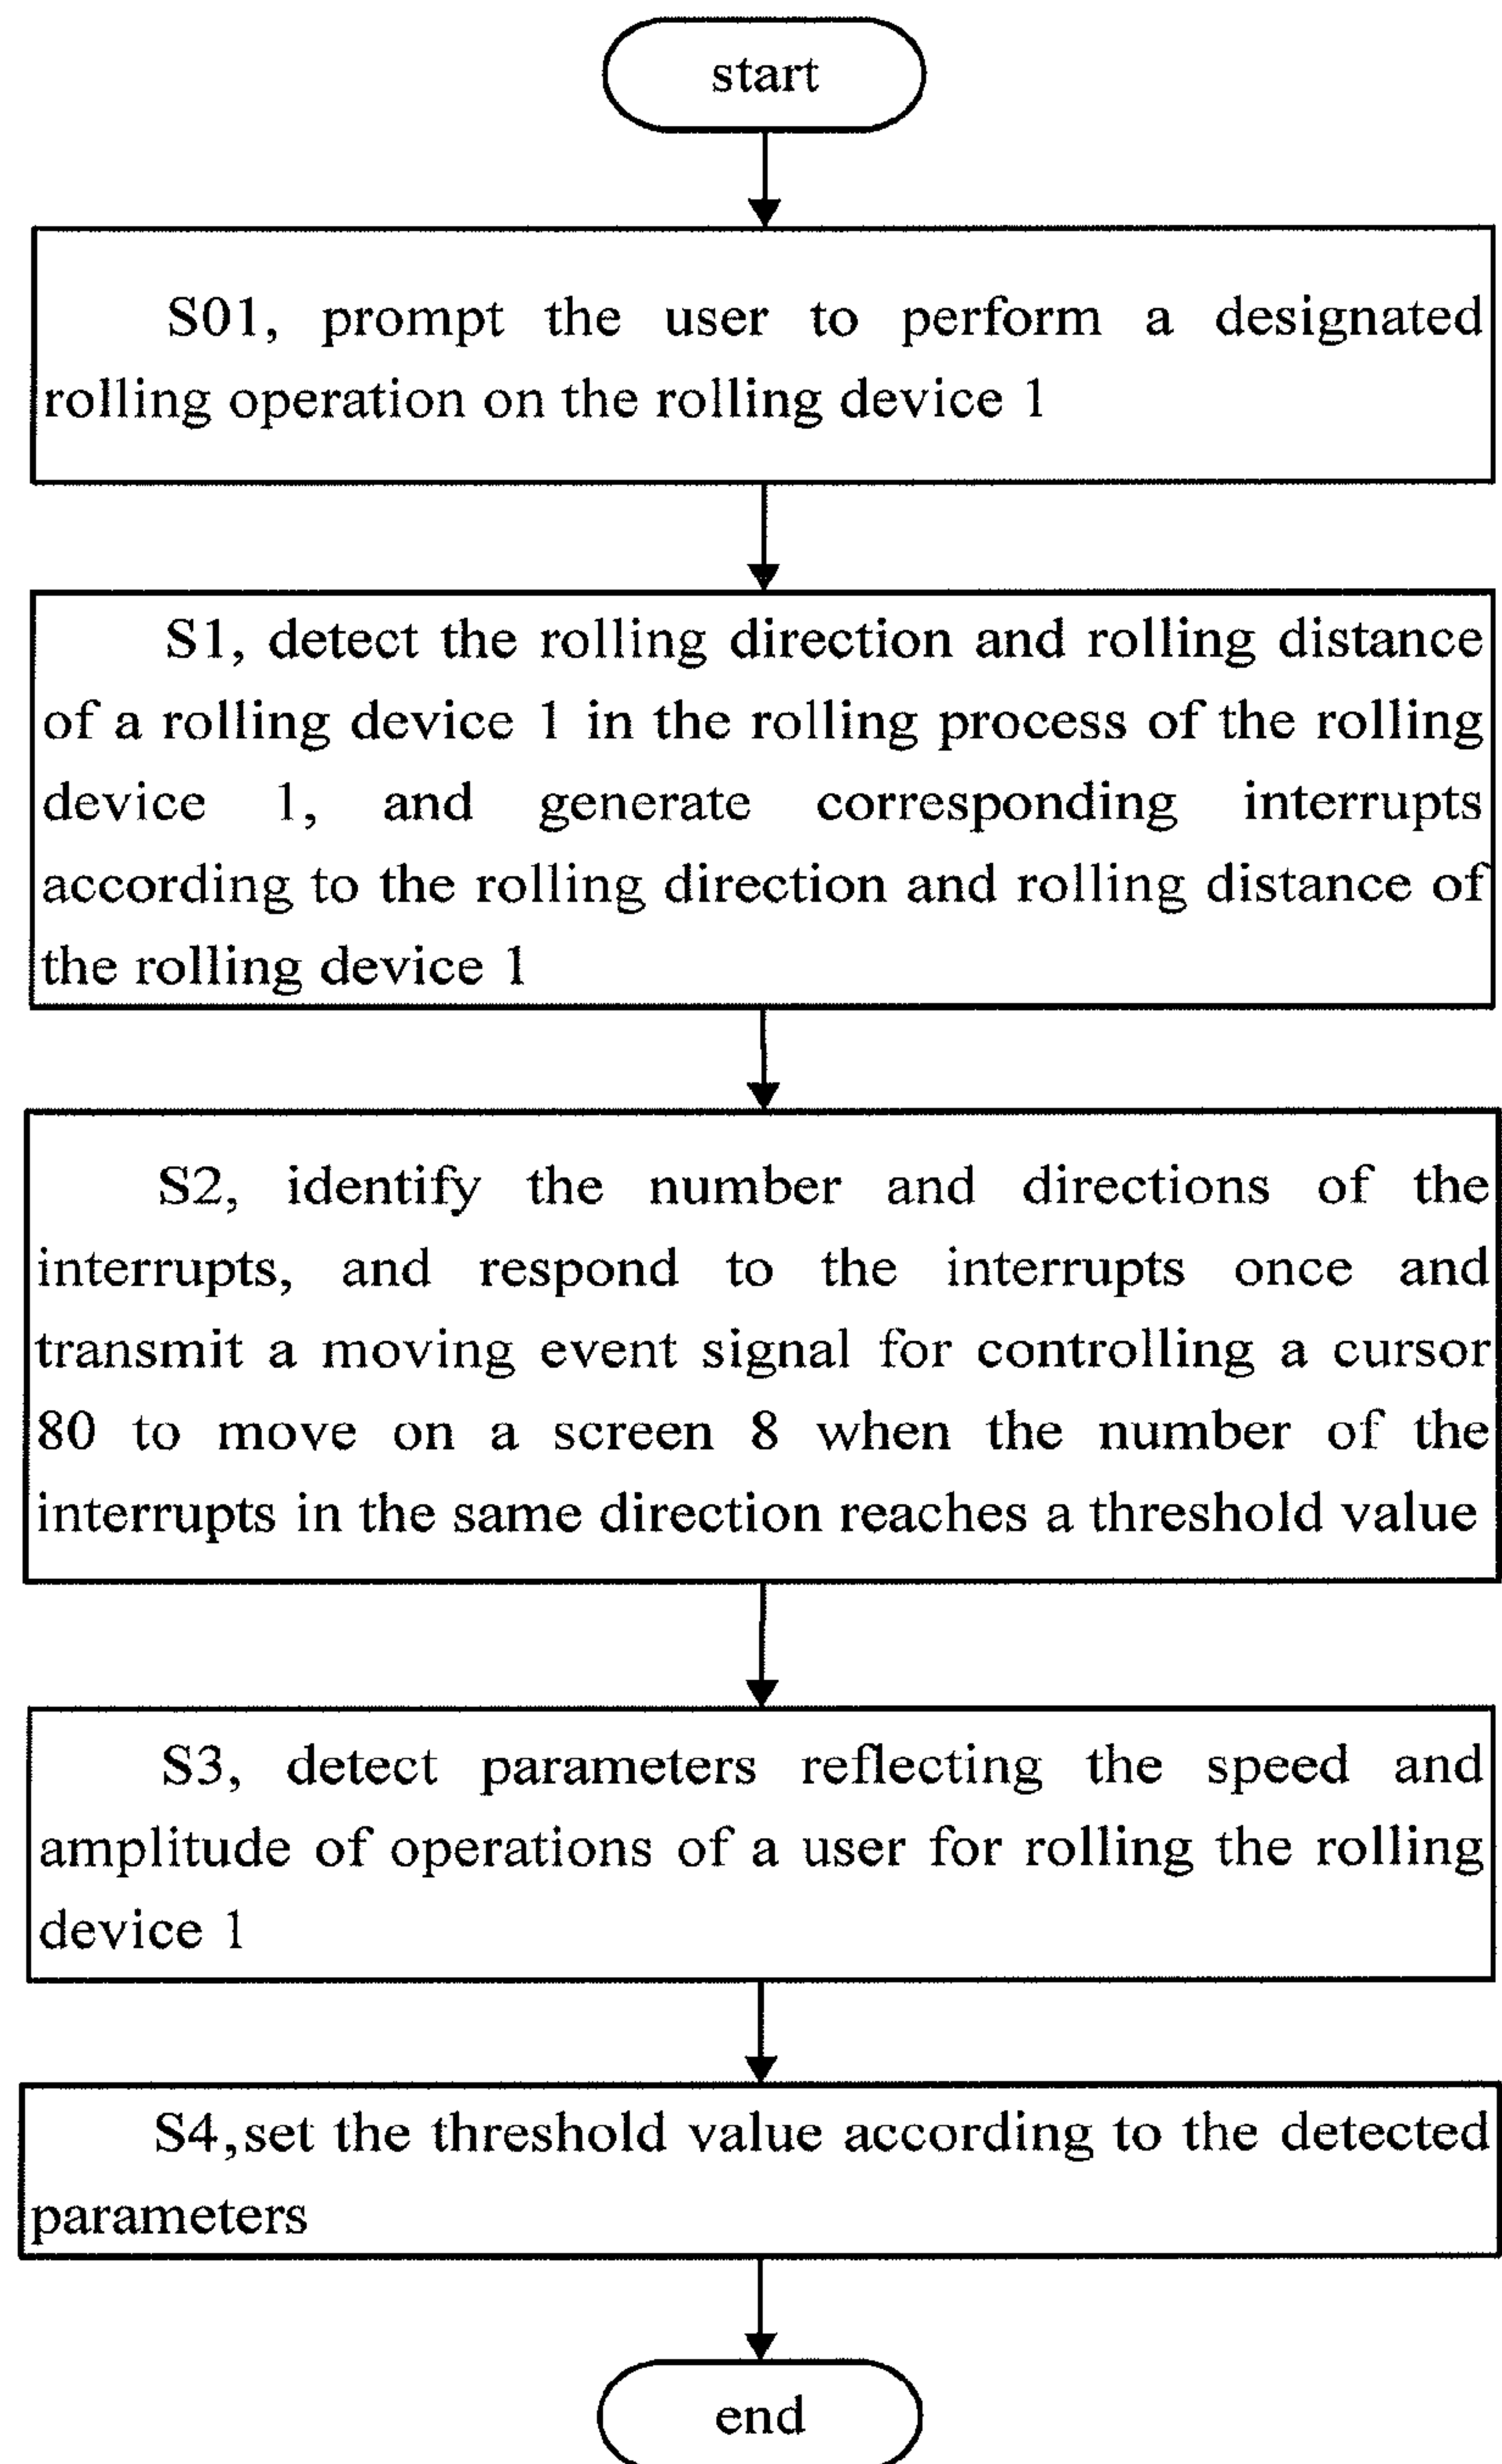 start
S01, prompt the user to perform a designated
rolling operation on the rolling device 1
S1, detect the rolling direction and rolling distance
of a rolling device 1 in the rolling process of the rolling
device 1, and generate corresponding interrupts
according to the rolling direction and rolling distance of
the rolling device 1
S2, identify the number and directions of the
interrupts, and respond to the interrupts once and
transmit a moving event signal for controlling a cursor
80 to move on a screen 8 when the number of the
interrupts in the same direction reaches a threshold value
S3, detect parameters reflecting the speed and
amplitude of operations of a user for rolling the rolling
device 1
S4,set the threshold value according to the detected
parameters
end